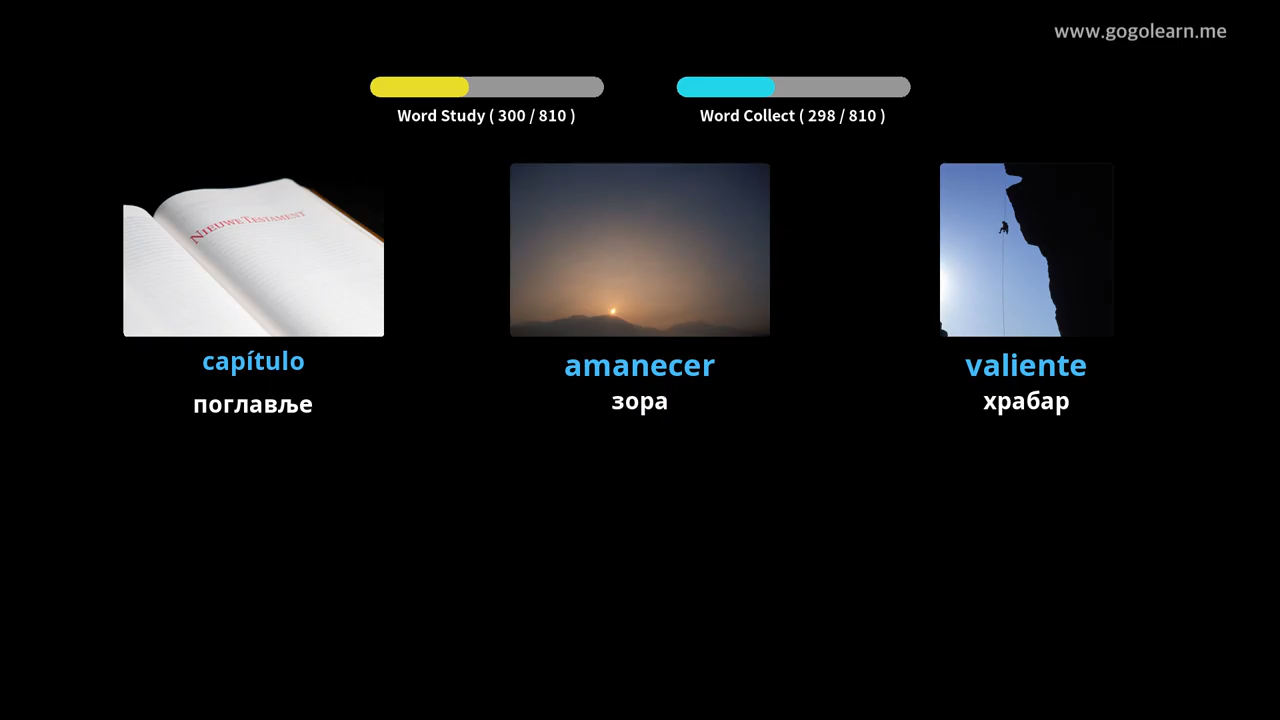 www.gogolearn.me
Word Study ( 300 / 810 )
Word Collect ( 298 / 810 )
NIEUWE TESTAMENT
capítulo
поглавље
amanecer
зора
valiente
храбар